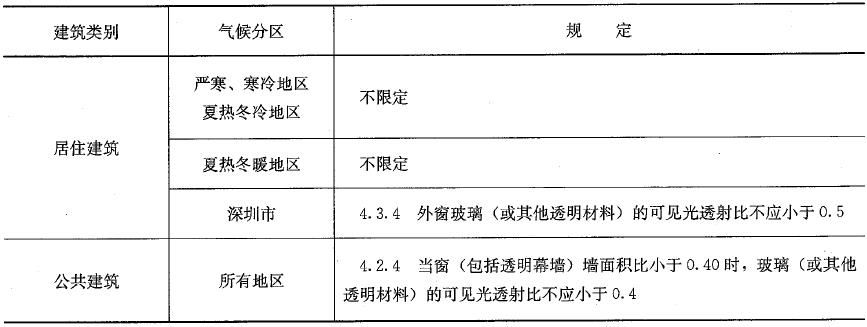 建筑类别 气候分区 规 定
居住建筑
严寒、寒冷地区
夏热冬冷地区
不限定
夏热冬暖地区 不限定
深圳市 4.3.4 外窗玻璃（或其他透明材料）的可见光透射比不应小于0.5
公共建筑 所有地区
4.2.4 当窗（包括透明幕墙）墙面积比小于0.40时，玻璃（或其他
透明材料）的可见光透射比不应小于0.4